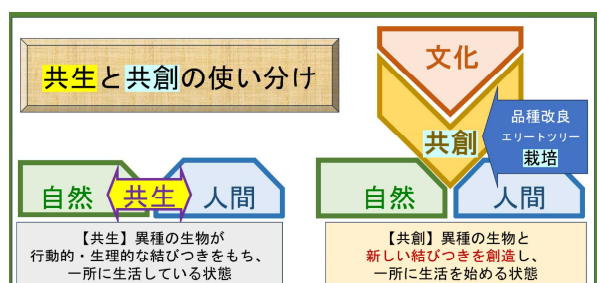 共生と共創の使い分け
文化
共創
品種改良
エリートツリー
栽培
自然
共生
人間
自然
人間
【共生】異種の生物が
行動的・生理的な結びつきをもち、
一所に生活している状態
【共創】異種の生物と
新しい結びつきを創造し、
一所に生活を始める状態